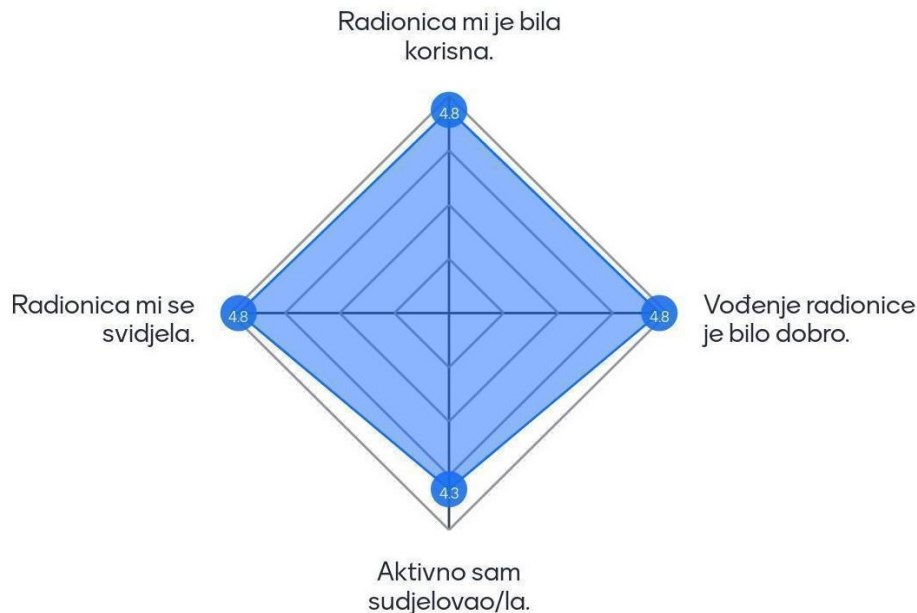 Radionica mi je bila
korisna.
4.8
Radionica mi se
svidjela.
4.8
4.8
Vođenje radionice
je bilo dobro.
4.3
Aktivno sam
sudjelovao/la.